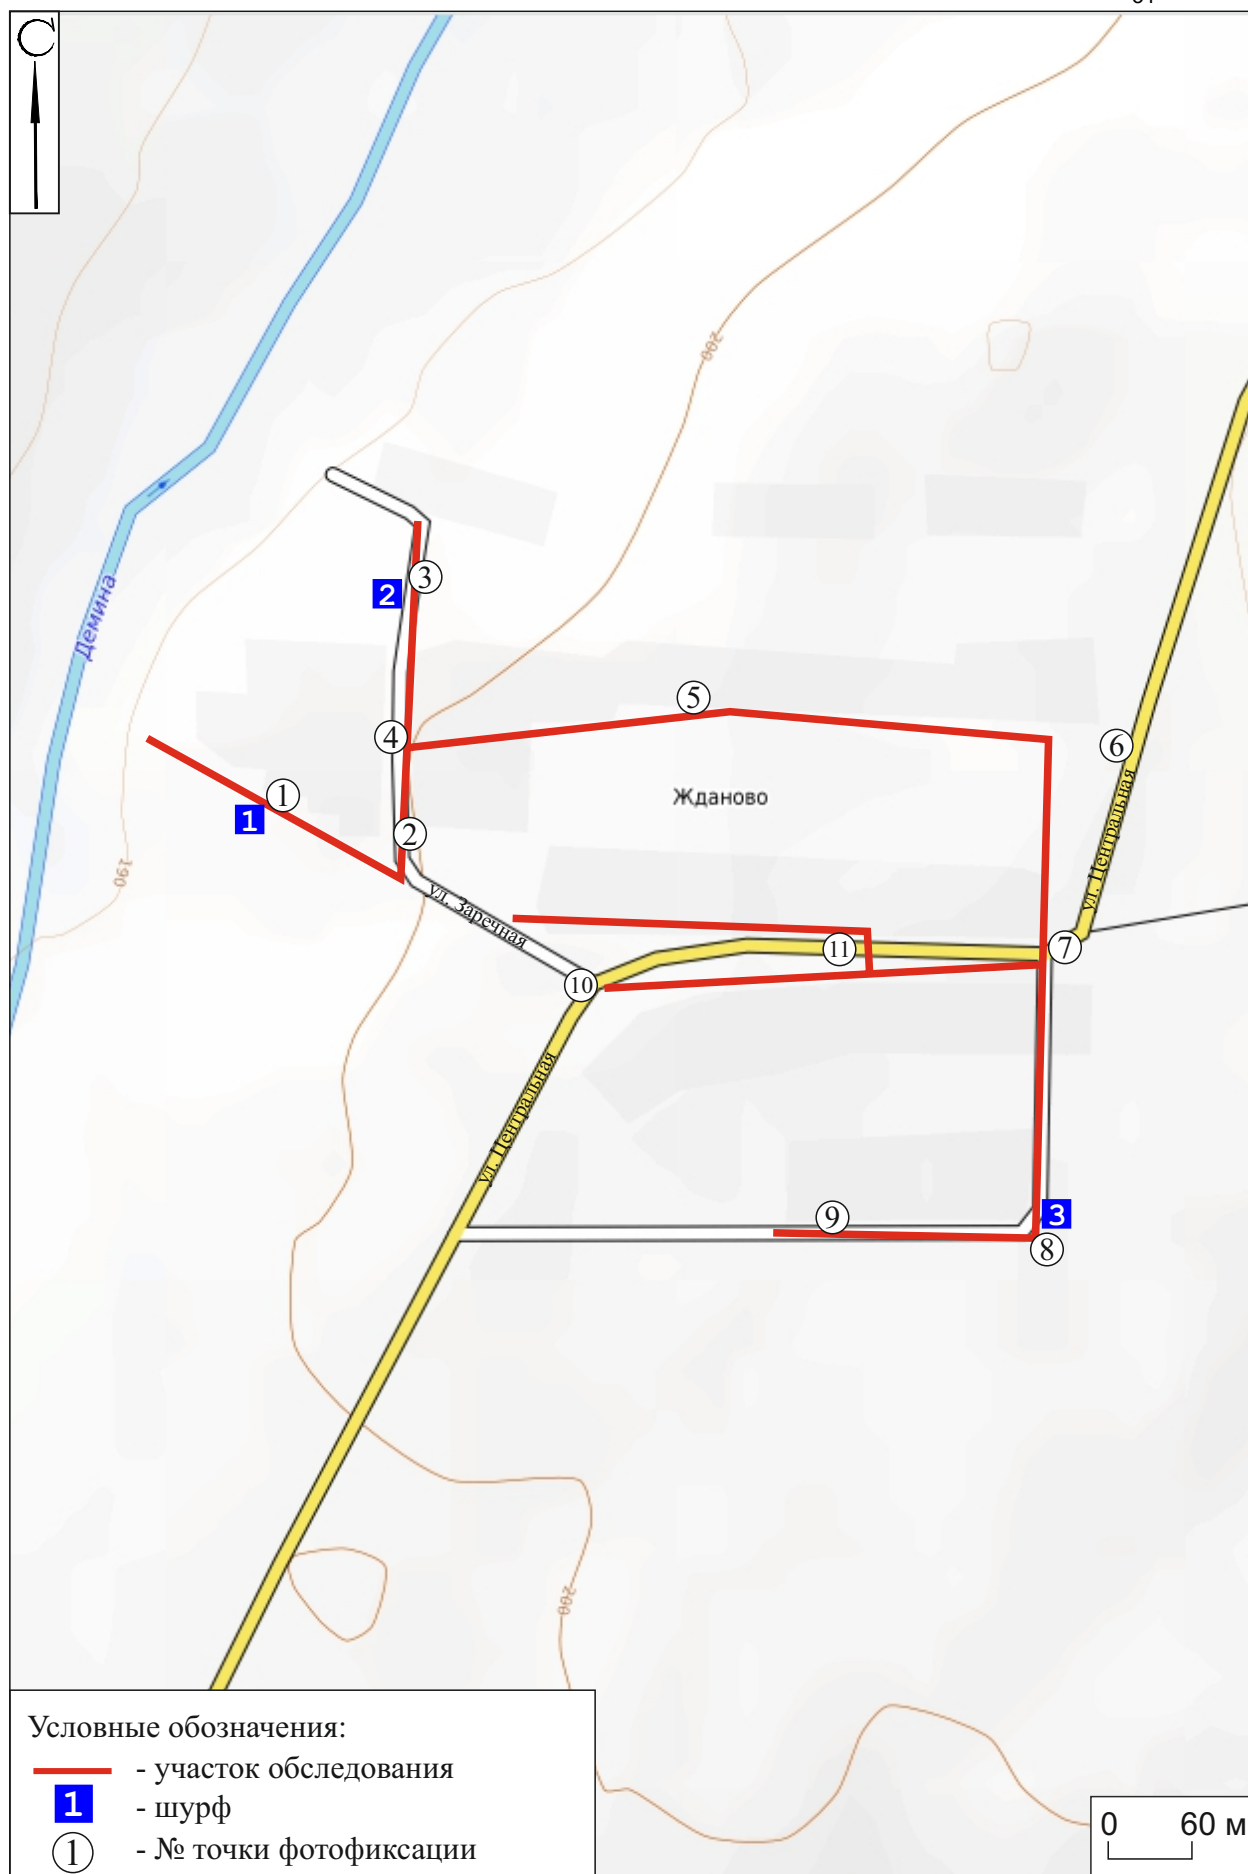 С
200
2
3
Демина
5
4
6
Ждановo
1
1
2
ул. Центральная
190
ул. Заречная
7
11
10
ул. Центральная
3
9
8
200
Условные обозначения:
- участок обследования
1 - шурф
1 - № точки фотофиксации
0 60 м